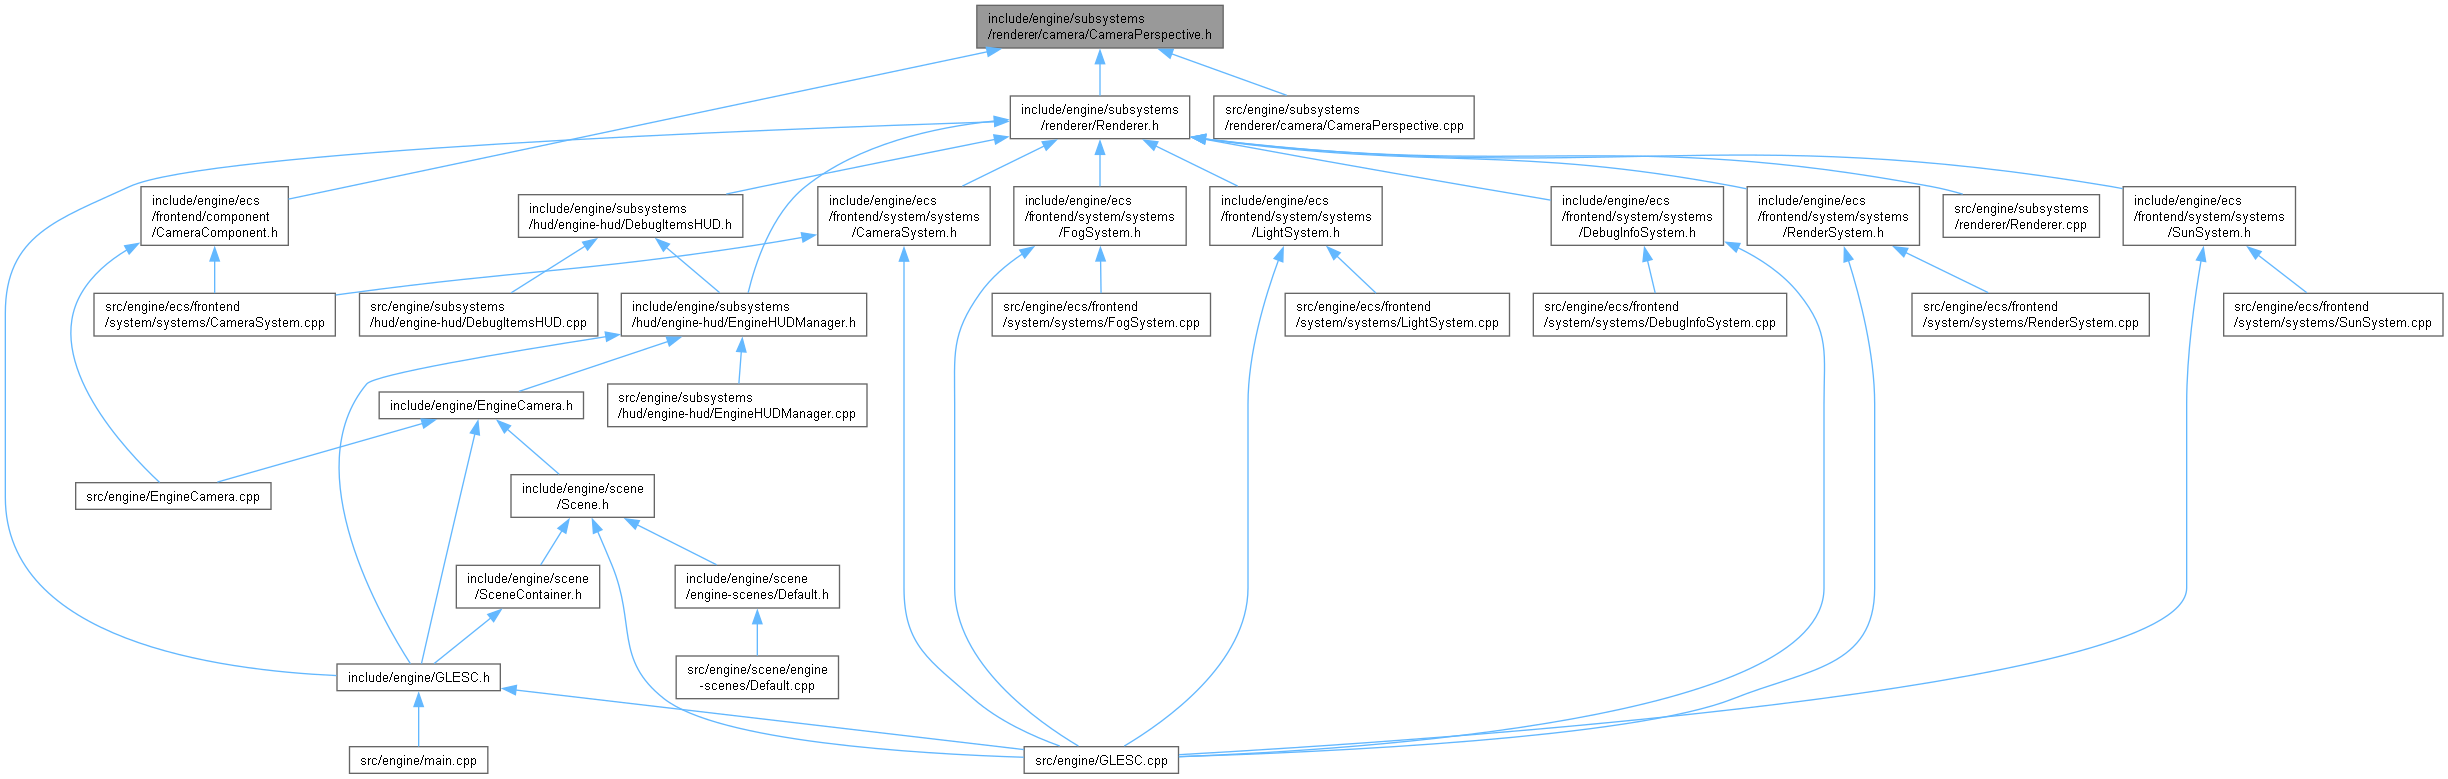 include/engine/subsystems
/renderer/camera/CameraPerspective.h
include/engine/subsystems
/renderer/Renderer.h
src/engine/subsystems
/renderer/camera/CameraPerspective.cpp
include/engine/ecs
/frontend/component
/CameraComponent.h
include/engine/subsystems
/hud/engine-hud/DebugItemsHUD.h
include/engine/ecs
/frontend/system/systems
/CameraSystem.h
include/engine/ecs
/frontend/system/systems
/FogSystem.h
include/engine/ecs
/frontend/system/systems
/LightSystem.h
include/engine/ecs
/frontend/system/systems
/DebugInfoSystem.h
include/engine/ecs
/frontend/system/systems
/RenderSystem.h
src/engine/subsystems
/renderer/Renderer.cpp
include/engine/ecs
/frontend/system/systems
/SunSystem.h
src/engine/ecs/frontend
/system/systems/CameraSystem.cpp
src/engine/subsystems
/hud/engine-hud/DebugItemsHUD.cpp
include/engine/subsystems
/hud/engine-hud/EngineHUDManager.h
src/engine/ecs/frontend
/system/systems/FogSystem.cpp
src/engine/ecs/frontend
/system/systems/LightSystem.cpp
src/engine/ecs/frontend
/system/systems/DebugInfoSystem.cpp
src/engine/ecs/frontend
/system/systems/RenderSystem.cpp
src/engine/ecs/frontend
/system/systems/SunSystem.cpp
include/engine/EngineCamera.h
src/engine/subsystems
/hud/engine-hud/EngineHUDManager.cpp
src/engine/EngineCamera.cpp
include/engine/scene
/Scene.h
include/engine/scene
/SceneContainer.h
include/engine/scene
/engine-scenes/Default.h
include/engine/GLESC.h
src/engine/scene/engine
-scenes/Default.cpp
src/engine/main.cpp
src/engine/GLESC.cpp